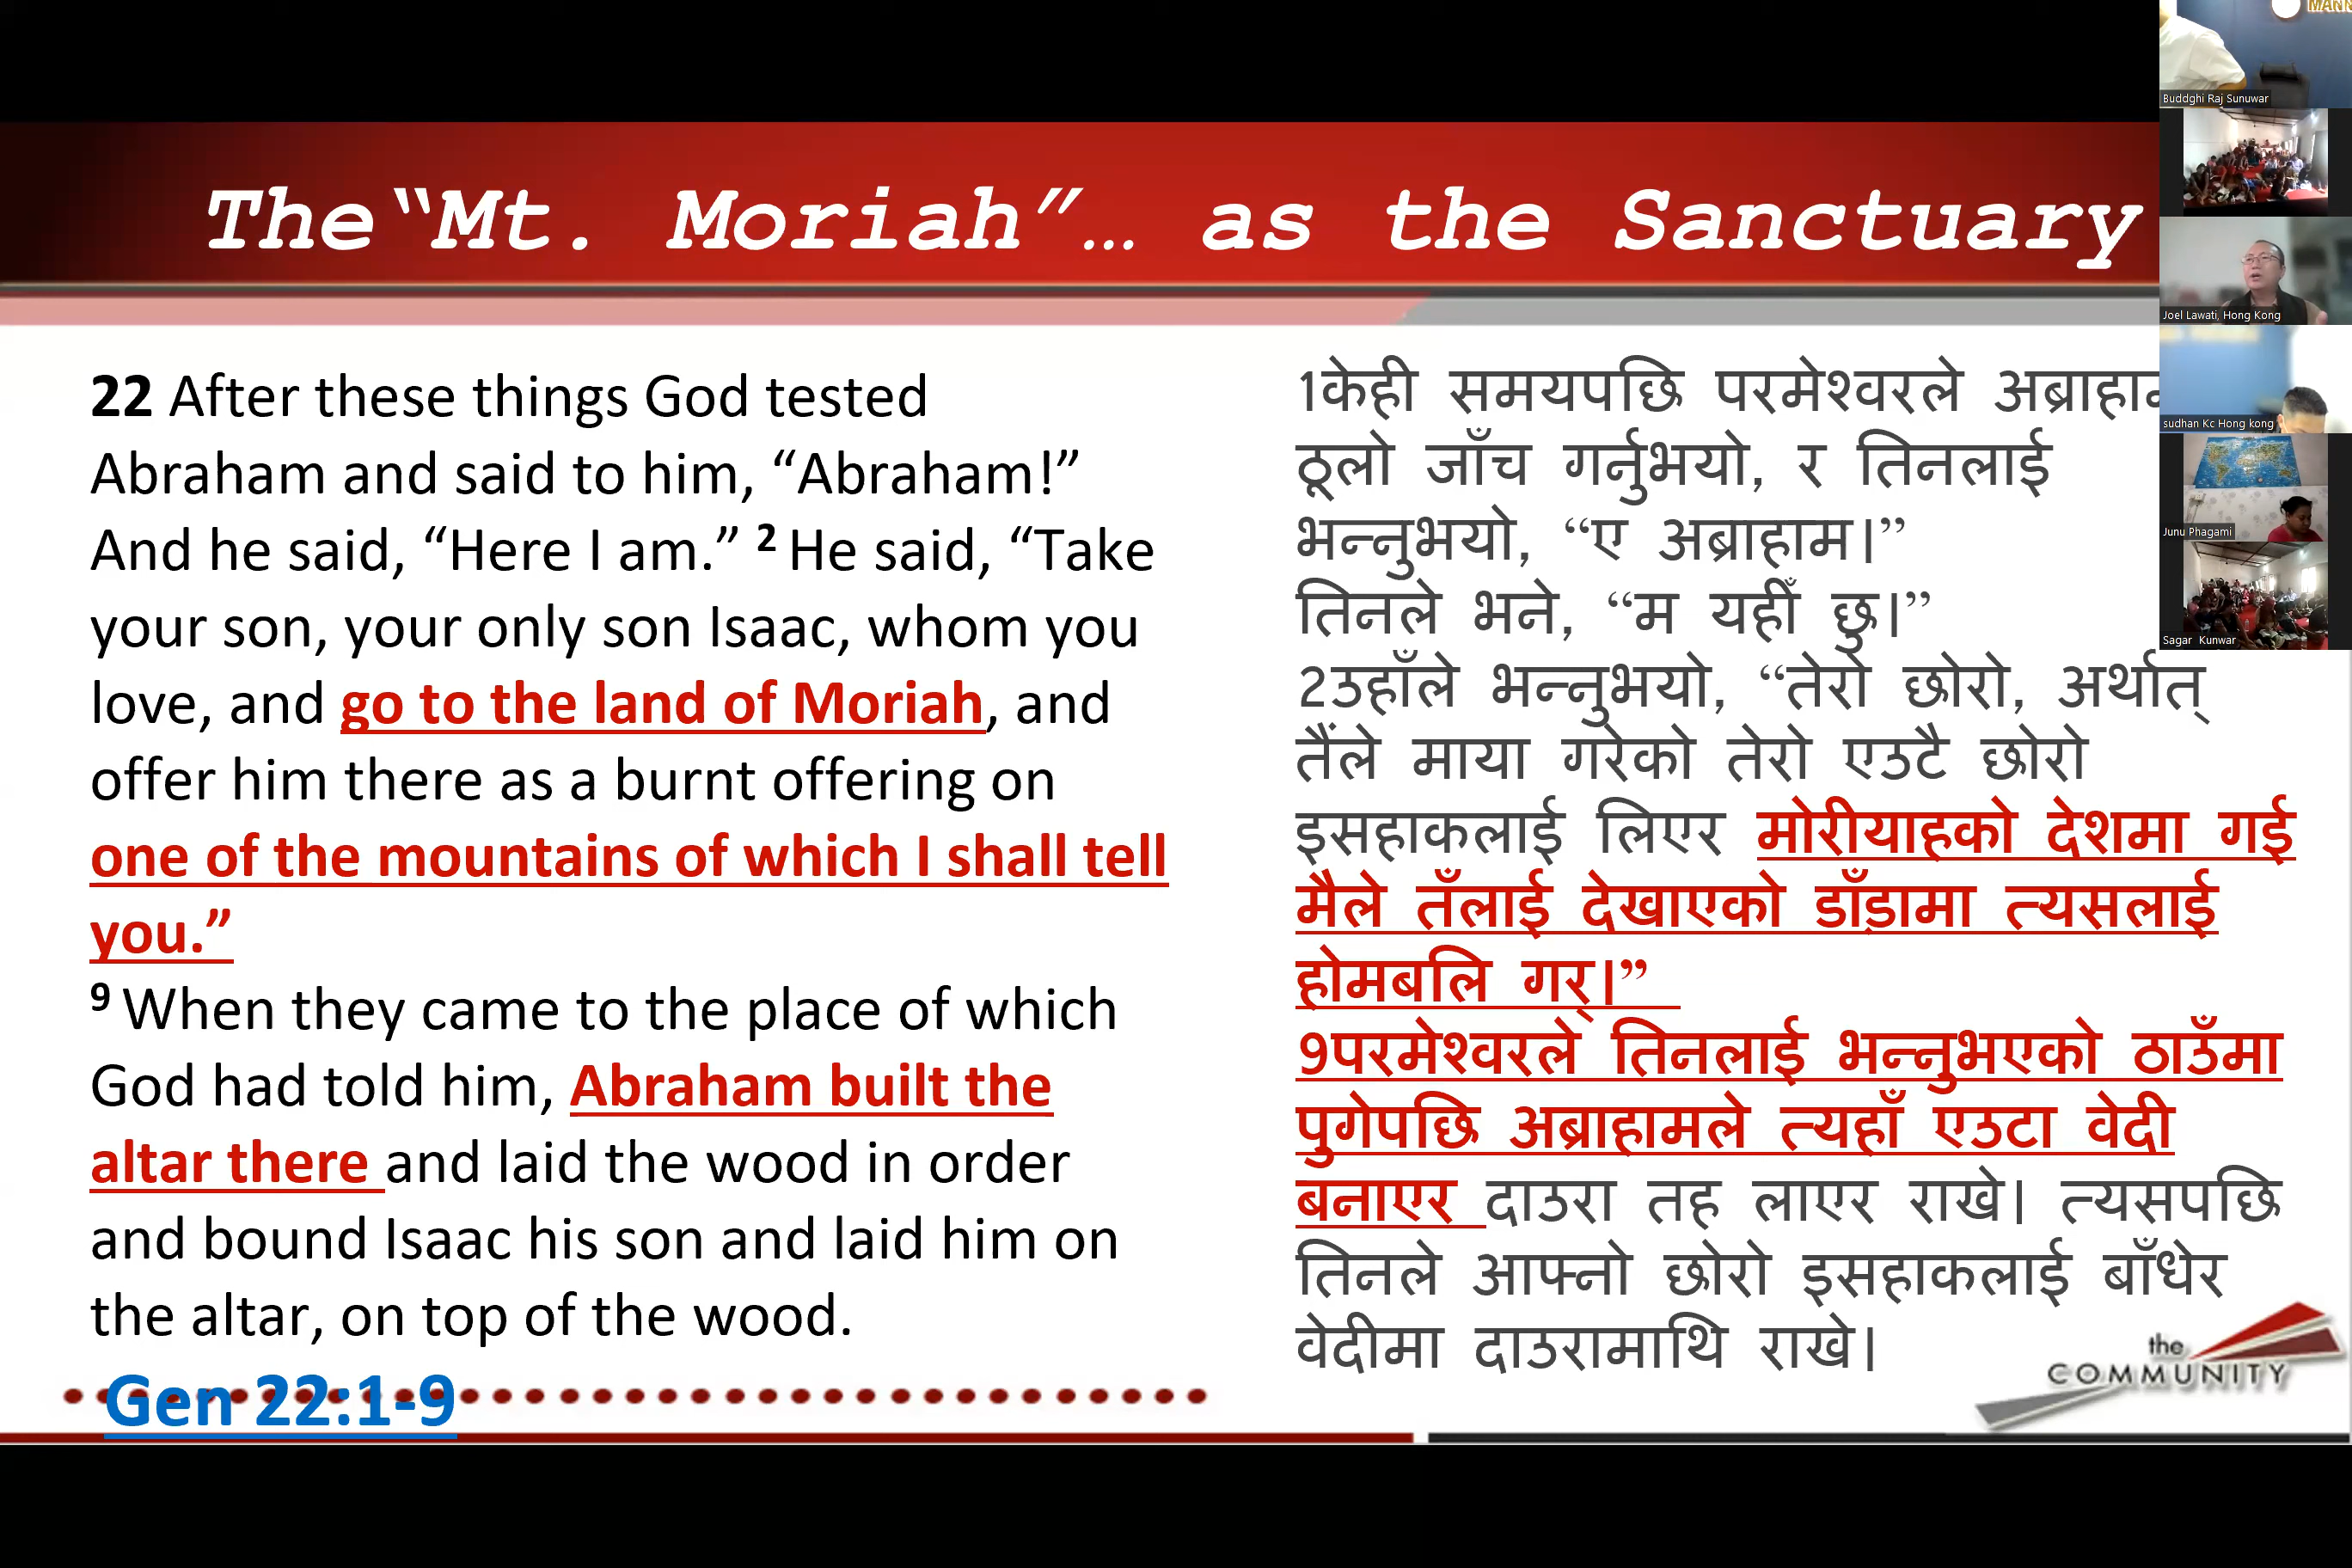 The“Mt. Moriah”… as the Sanctuary
22 After these things God tested
Abraham and said to him, “Abraham!”
And he said, “Here I am.” 2 He said, “Take
your son, your only son Isaac, whom you
love, and go to the land of Moriah, and
offer him there as a burnt offering on
one of the mountains of which I shall tell
you.”
9 When they came to the place of which
God had told him, Abraham built the
altar there and laid the wood in order
and bound Isaac his son and laid him on
the altar, on top of the wood.
Gen 22:1-9
1केही समयपछि परमेश्वरले
ठूलो जाँच गर्नुभयो, र तिनलाई
भन्नुभयो, “ए अब्राहाम।”
तिनले भने, “म यहीँ छु।”
2उहाँले भन्नुभयो, “तेरो छोरो, अर्थात्
तैंले माया गरेको तेरो एउटै छोरो
इसहाकलाई लिएर मोरीयाहको देशमा गई
मैले तँलाई देखाएको डाँड़ामा त्यसलाई
होमबलि गर्।”
9परमेश्वरले तिनलाई भन्नुभएको ठाउँमा
पुगेपछि अब्राहामले त्यहाँ एउटा वेदी
बनाएर दाउरा तह लाएर राखे। त्यसपछि
तिनले आफ्नो छोरो इसहाकलाई बाँधेर
वेदीमा दाउरामाथि राखे।
the
COMMUNITY
Buddghi Raj Sunuwar
Joel Lawati, Hong Kong
sudhan Kc Hong kong
Junu Phagami
Sagar Kunwar